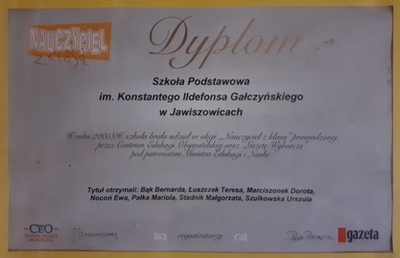 NAUCZYCIEL
z klasą
Dyplom
Szkoła Podstawowa
im. Konstantego Ildefonsa Gałczyńskiego
w Jawiszowicach
W roku 2005/06 szkoła brała udział w akcji „Nauczyciel z klasą" prowadzonej
przez Centrum Edukacji Obywatelskiej oraz „Gazetę Wyborczą"
pod patronatem Ministra Edukacji i Nauki.
Tytuł otrzymali: Bąk Bernarda, Łuszczek Teresa, Marciszonek Dorota,
Nocoń Ewa, Pałka Mariola, Stadnik Małgorzata, Szulkowska Urszula
CEO
organizatorzy
gazeta